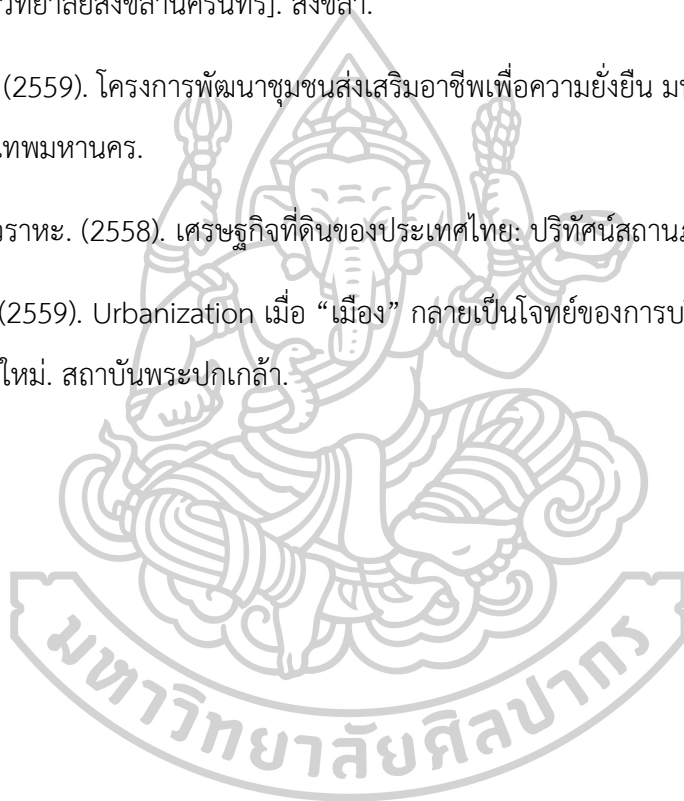 วิทยาลัยสงขลานครินทร์]. สงขลา.
(2559). โครงการพัฒนาชุมชนส่งเสริมอาชีพเพื่อความยั่งยืน
เทพมหานคร.
วราหะ. (2558). เศรษฐกิจที่ดินของประเทศไทย: ปริทัศน์
(2559). Urbanization เมื่อ “เมือง” กลายเป็นโจทย์ของการ
ใหม่. สถาบันพระปกเกล้า.
มหาวิทยาลัยศิลปากร